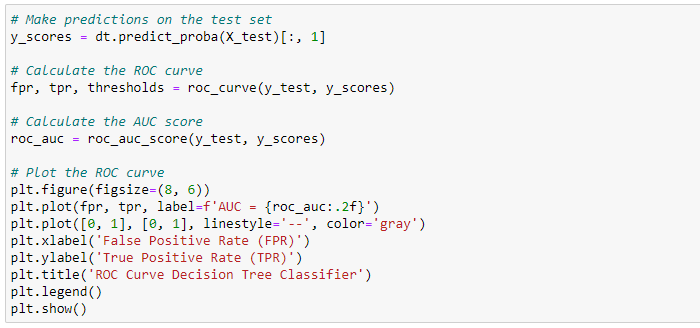 # Make predictions on the test set
y_scores = dt.predict_proba(X_test)[:, 1]
# Calculate the ROC curve
fpr, tpr, thresholds = roc_curve(y_test, y_scores)
# Calculate the AUC score
roc_auc = roc_auc_score(y_test, y_scores)
# Plot the ROC curve
plt.figure(figsize=(8, 6))
plt.plot(fpr, tpr, label=f'AUC = {roc_auc:.2f}')
plt.plot([0, 1], [0, 1], linestyle='--', color='gray')
plt.xlabel('False Positive Rate (FPR)')
plt.ylabel('True Positive Rate (TPR)')
plt.title('ROC Curve Decision Tree Classifier')
plt.legend()
plt.show()